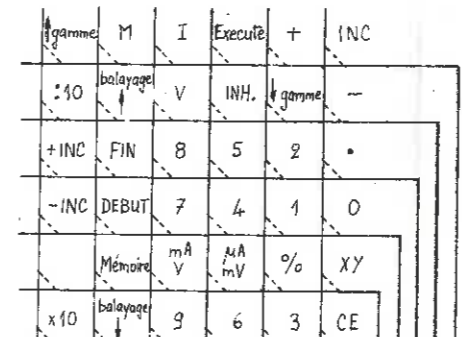 ↑gamme M I Execute + INC
:10 balayage ↑ V INH. ↓ gamme −
+INC FIN 8 5 2 •
-INC DEBUT 7 4 1 0
Mémoire mA V µA mV % XY
x10 balayage ↓ 9 6 3 CE